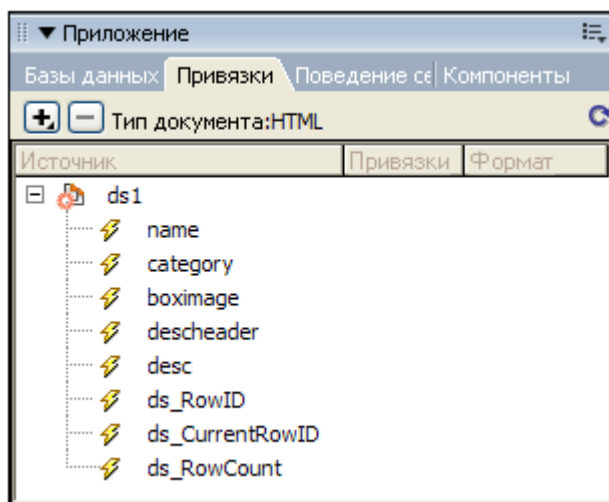 Приложение
Базы данных Привязки Поведение се Компоненты
Тип документа:HTML
Источник Привязки Формат
ds1
name
category
boximage
descheader
desc
ds_RowID
ds_CurrentRowID
ds_RowCount